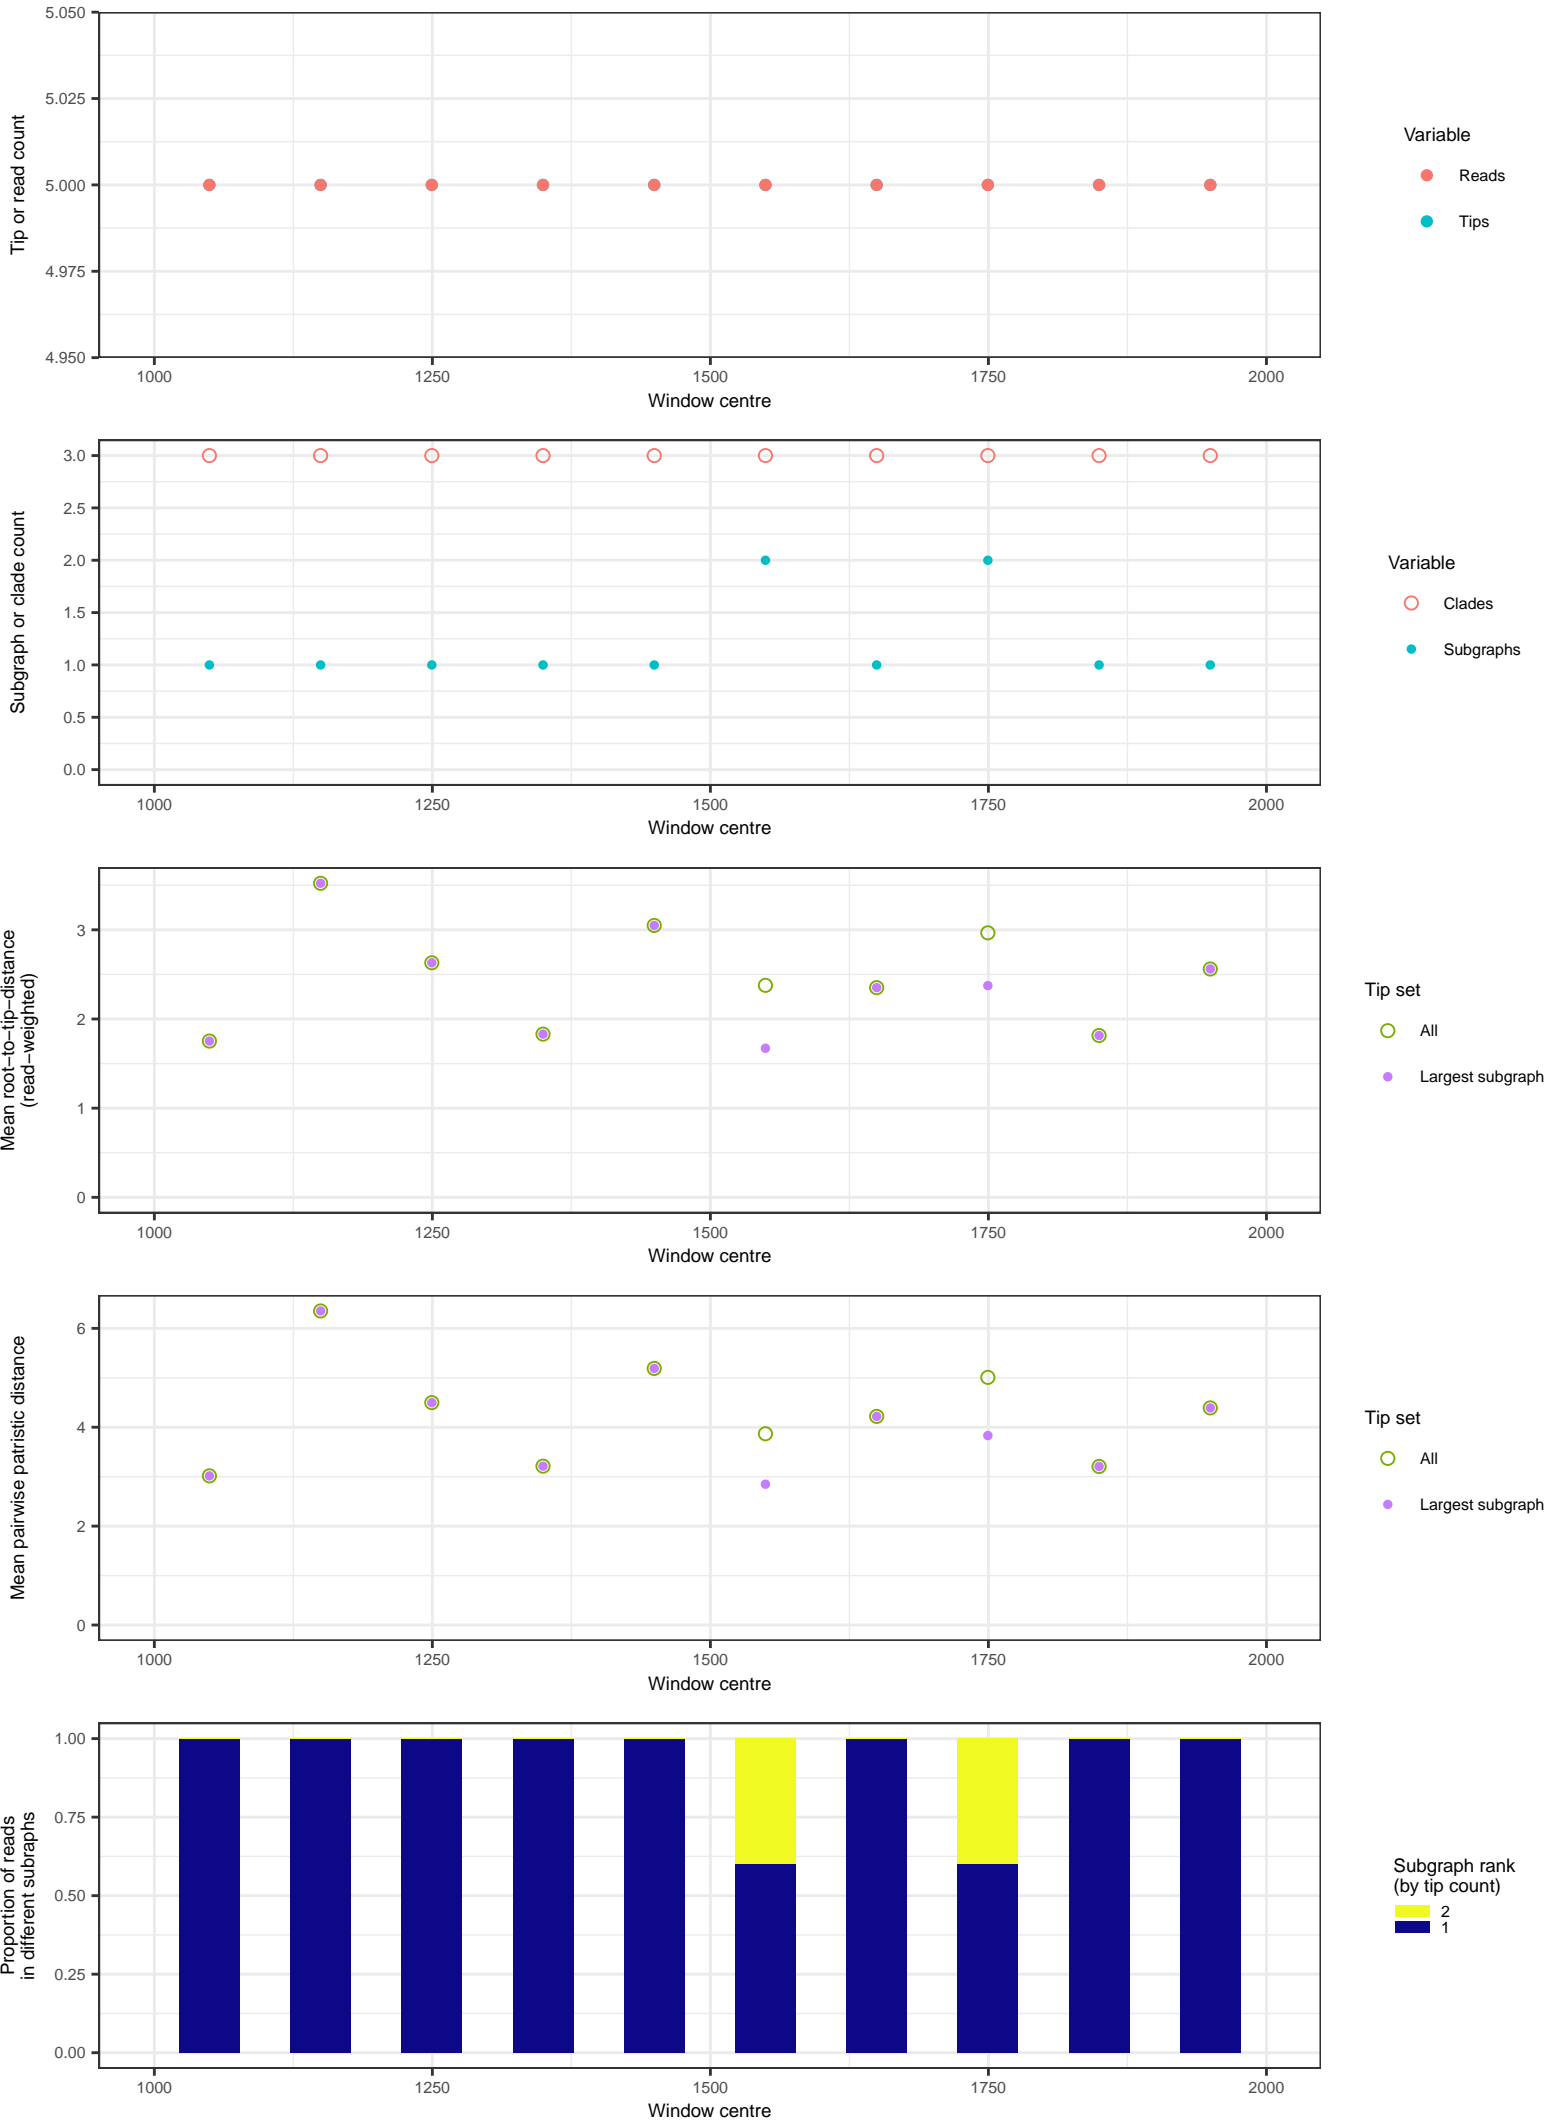 5.050
5.025
5.000
4.975
4.950
Tip or read count
1000 1250 1500 1750 2000
Window centre
Variable
Reads
Tips
3.0
2.5
2.0
1.5
1.0
0.5
0.0
Subgraph or clade count
1000 1250 1500 1750 2000
Window centre
Variable
Clades
Subgraphs
3
2
1
0
Mean root−to−tip−distance
(read−weighted)
1000 1250 1500 1750 2000
Window centre
Tip set
All
Largest subgraph
6
4
2
0
Mean pairwise patristic distance
1000 1250 1500 1750 2000
Window centre
Tip set
All
Largest subgraph
1.00
0.75
0.50
0.25
0.00
Proportion of reads
in different subraphs
1000 1250 1500 1750 2000
Window centre
Subgraph rank
(by tip count)
2
1